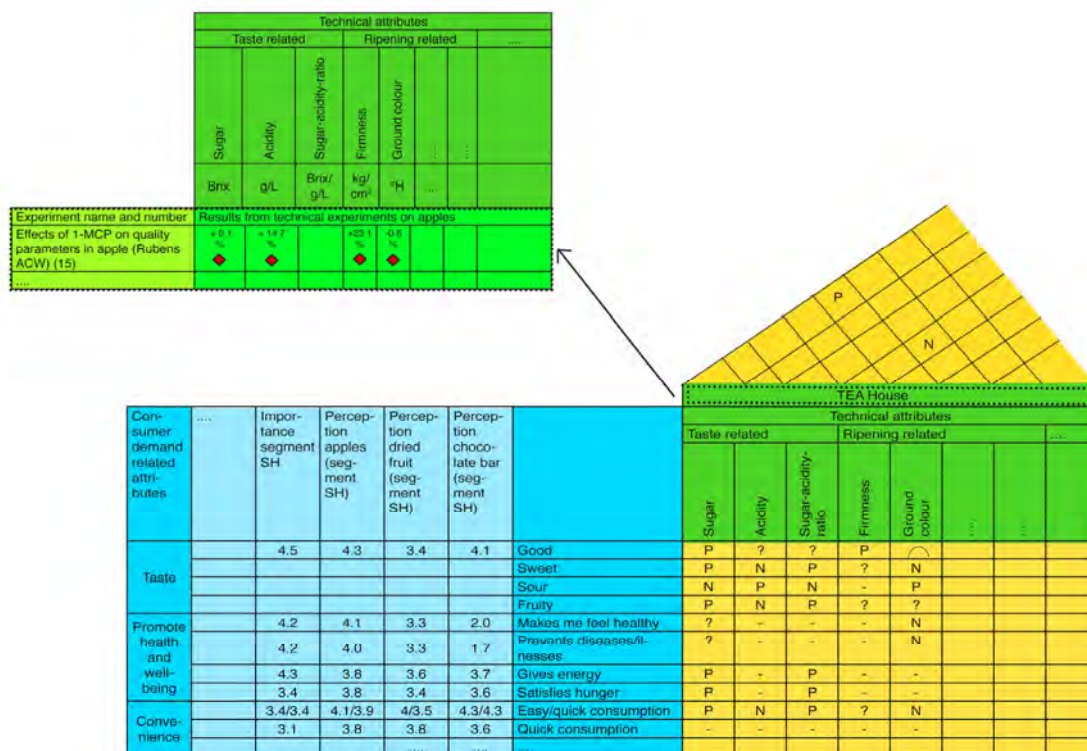 Technical attributes
Taste related Ripening related ....
Sugar Acidity Sugar-acidity-ratio Firmness Ground colour .... ....
Brix g/L Brix/ g/L kg/ cm² °H ...
Experiment name and number Results from technical experiments on apples
Effects of 1-MCP on quality
parameters in apple (Rubens
ACW) (15)
+0.1 % +14.7 % +23.1 % -0.6 %
....
P
N
TEA House
Technical attributes
Taste related Ripening related ....
Sugar Acidity Sugar-acidity-
ratio Firmness Ground
colour .... ....
Con-
sumer
demand
related
attri-
butes
....
Impor-
tance
segment
SH
Percep-
tion
apples
(seg-
ment
SH)
Percep-
tion
dried
fruit
(seg-
ment
SH)
Percep-
tion
choco-
late bar
(seg-
ment
SH)
Taste
4.5 4.3 3.4 4.1 Good P ? ? P
Sweet P N P ? N
Sour N P N - P
Fruity P N P ? ?
Promote
health
and
well-
being
4.2 4.1 3.3 2.0 Makes me feel healthy ? - - - N
4.2 4.0 3.3 1.7 Prevents diseases/il-
nesses ? - - - N
4.3 3.8 3.6 3.7 Gives energy P - P - -
3.4 3.8 3.4 3.6 Satisfies hunger P - P - -
Conve-
nience
3.4/3.4 4.1/3.9 4/3.5 4.3/4.3 Easy/quick consumption P N P ? N
3.1 3.8 3.8 3.6 Quick consumption - - - - -